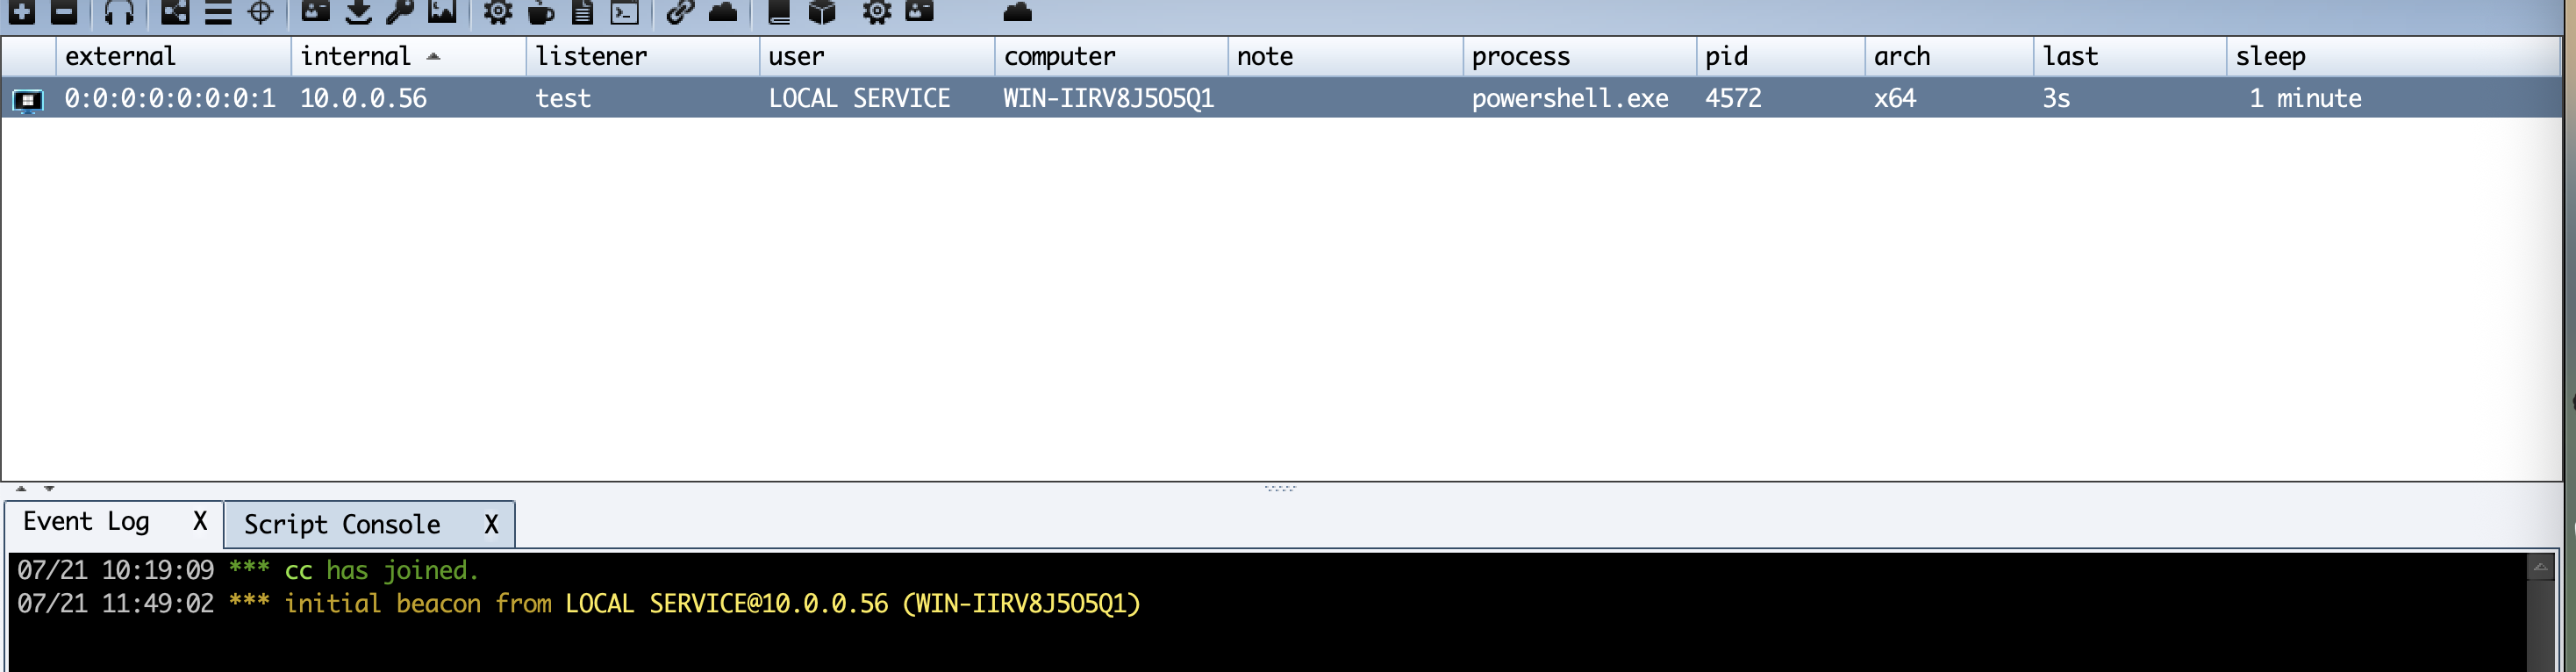 external internal listener user computer note process pid arch last sleep
0:0:0:0:0:0:0:1 10.0.0.56 test LOCAL SERVICE WIN-IIRV8J5O5Q1 powershell.exe 4572 x64 3s 1 minute
Event Log X Script Console X
07/21 10:19:09 *** cc has joined.
07/21 11:49:02 *** initial beacon from LOCAL SERVICE@10.0.0.56 (WIN-IIRV8J5O5Q1)